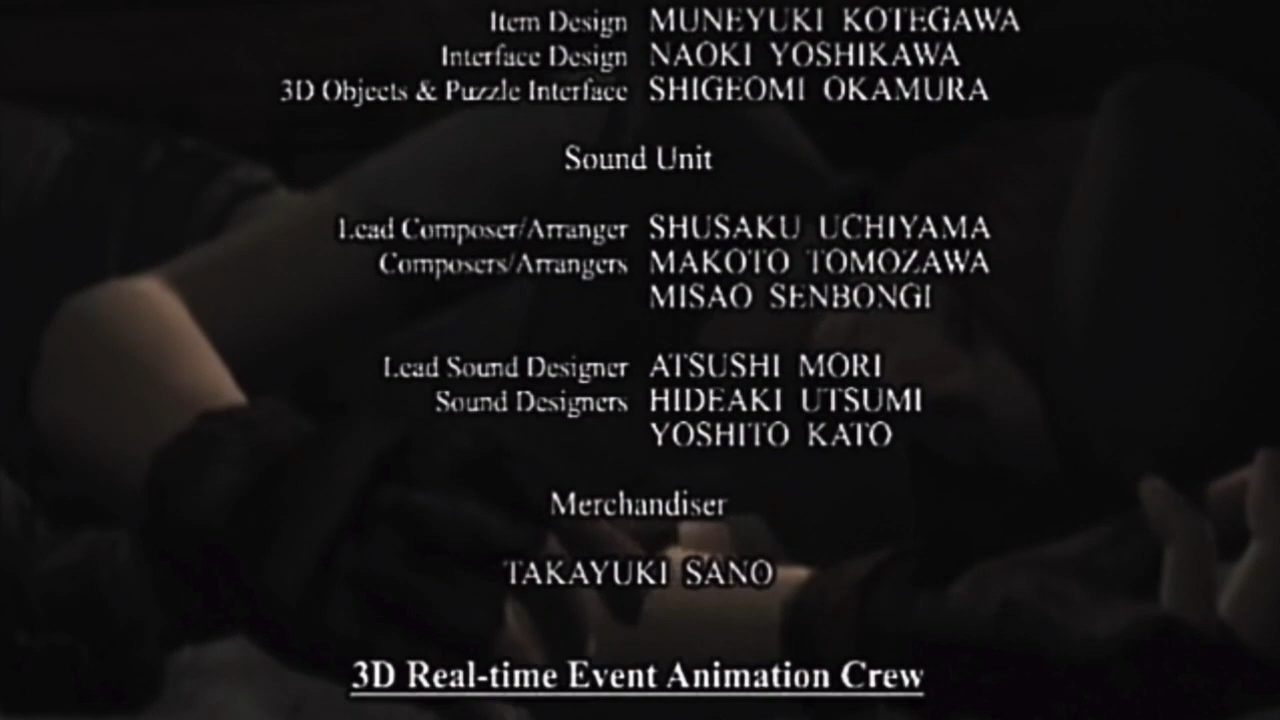 Item Design MUNEYUKI KOTEGAWA
Interface Design NAOKI YOSHIKAWA
3D Objects & Puzzle Interface SHIGEOMI OKAMURA
Sound Unit
Lead Composer/Arranger SHUSAKU UCHIYAMA
Composers/Arrangers MAKOTO TOMOZAWA
MISAO SENBONGI
Lead Sound Designer ATSUSHI MORI
Sound Designers HIDEAKI UTSUMI
YOSHITO KATO
Merchandiser
TAKAYUKI SANO
3D Real-time Event Animation Crew